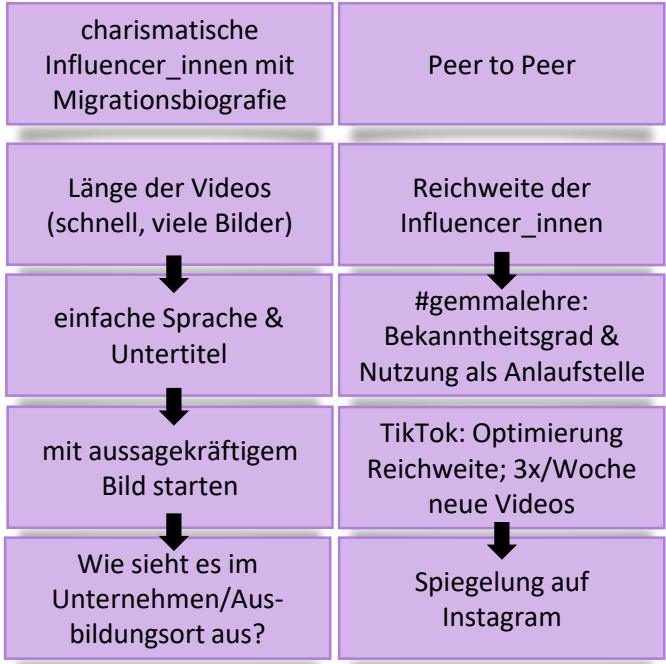 charismatische
Influencer_innen mit
Migrationsbiografie
Peer to Peer
Länge der Videos
(schnell, viele Bilder)
Reichweite der
Influencer_innen
einfache Sprache &
Untertitel
#gemmalehre:
Bekanntheitsgrad &
Nutzung als Anlaufstelle
mit aussagekräftigem
Bild starten
TikTok: Optimierung
Reichweite; 3x/Woche
neue Videos
Wie sieht es im
Unternehmen/Aus-
bildungsort aus?
Spiegelung auf
Instagram